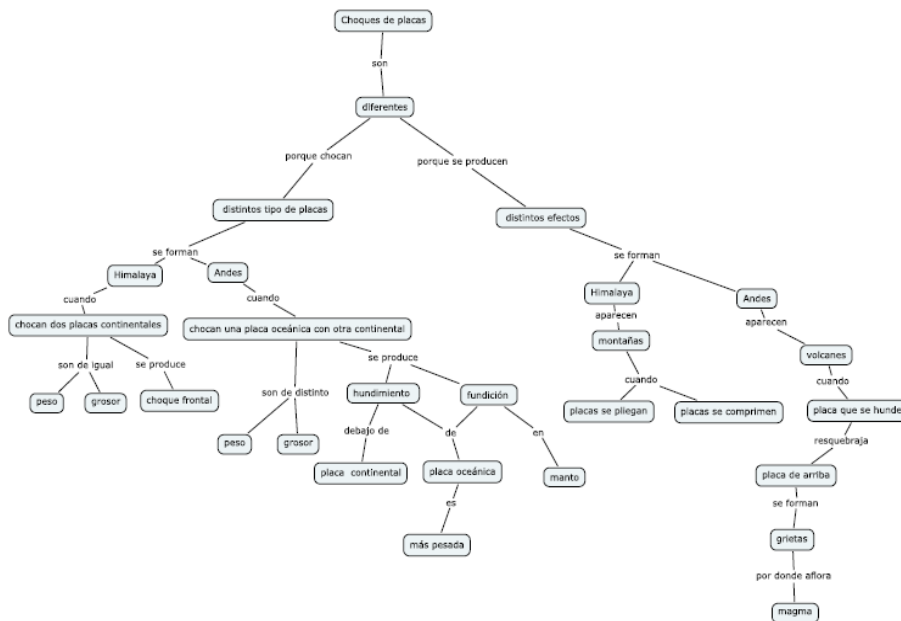 Choques de placas
son
diferentes
porque chocan
porque se producen
distintos tipo de placas
distintos efectos
se forman
se forman
Himalaya
Andes
Himalaya
Andes
cuando
cuando
aparecen
aparecen
chocan dos placas continentales
chocan una placa oceánica con otra continental
montañas
volcanes
son de igual
se produce
se produce
cuando
cuando
peso
grosor
choque frontal
son de distinto
hundimiento
fundición
placas se pliegan
placas se comprimen
placa que se hunde
peso
grosor
debajo de
de
en
resquebraja
placa continental
placa oceánica
manto
placa de arriba
es
se forman
más pesada
grietas
por donde aflora
magma